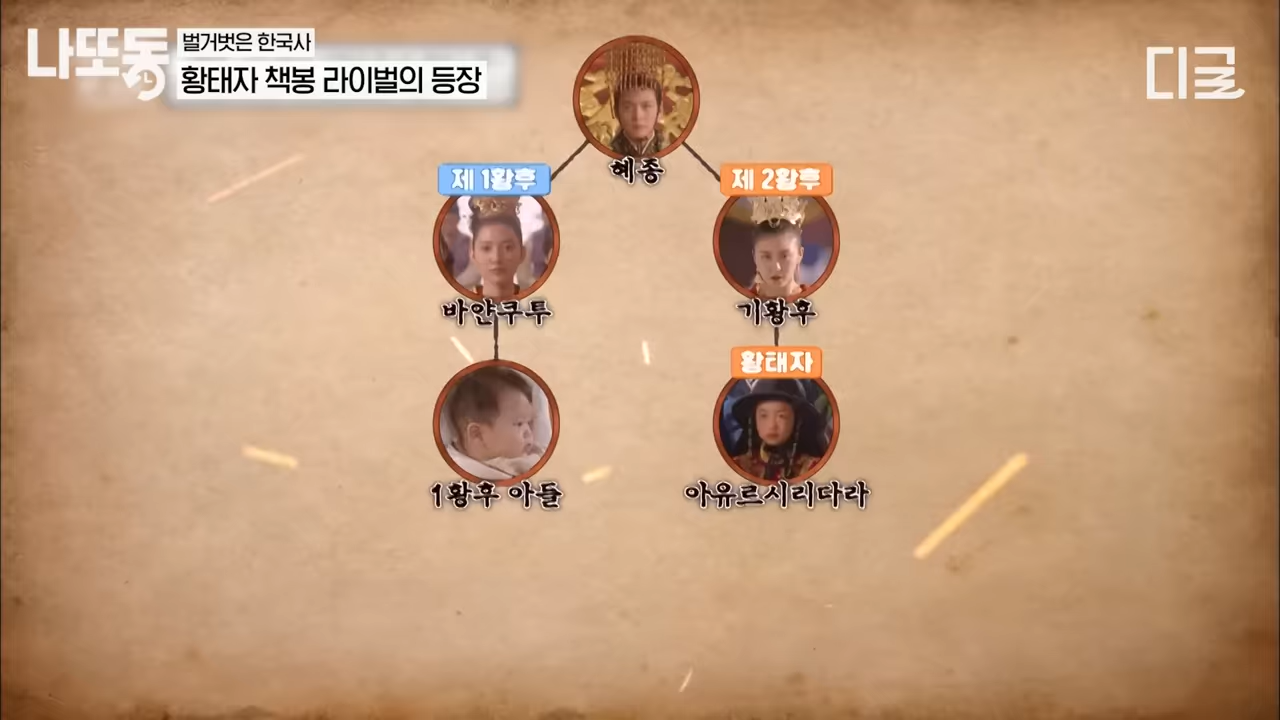 나또동
벌거벗은 한국사
황태자 책봉 라이벌의 등장
디글
혜종
제 1황후
제 2황후
바얀쿠투
기황후
황태자
1황후 아들
아유르시리다라